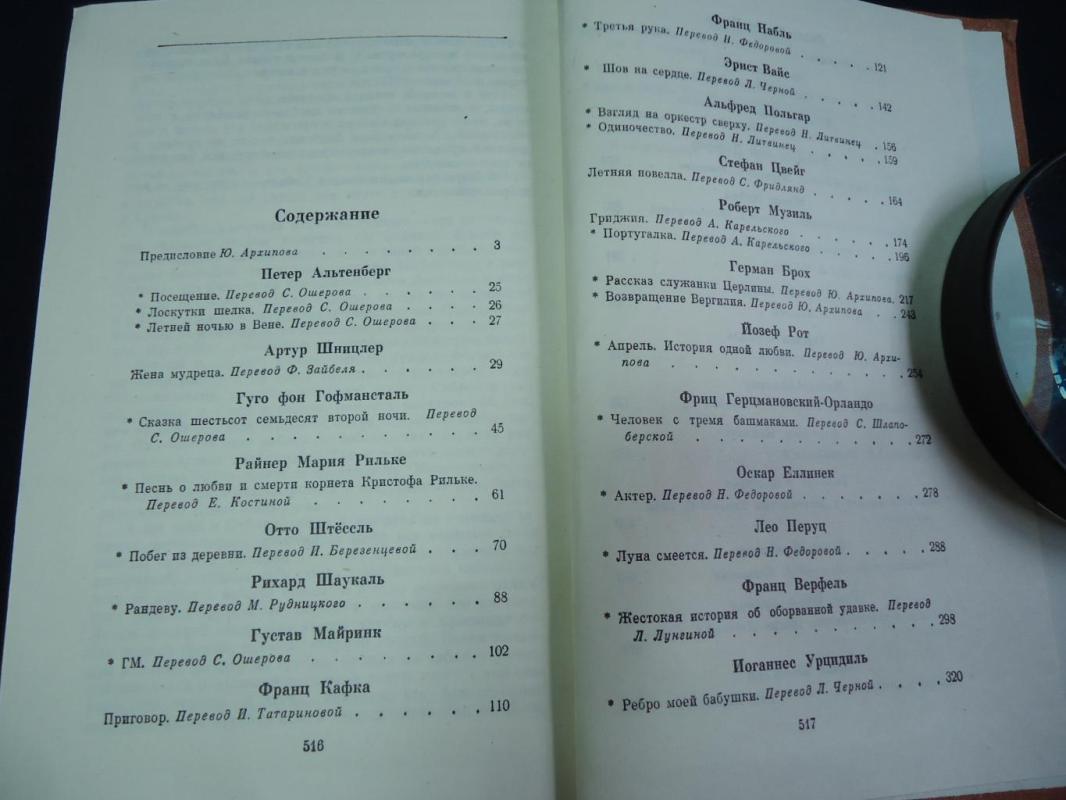 Содержание
Предисловие Ю. Архипова . . . . . . . 3
Петер Альтенберг
* Посещение. Перевод С. Ошерова . . . . . . 25
* Лоскутки шелка. Перевод С. Ошерова . . . . 26
* Летней ночью в Вене. Перевод С. Ошерова . . . 27
Артур Шницлер
Жена мудреца. Перевод Ф. Зайбеля . . . . . . 29
Гуго фон Гофмансталь
* Сказка шестьсот семьдесят второй ночи. Перевод
С. Ошерова . . . . . . . . . . 45
Райнер Мария Рильке
* Песнь о любви и смерти корнета Кристофа Рильке.
Перевод Е. Костиной . . . . . . . 61
Отто Штёссль
* Побег из деревни. Перевод И. Березенцевой . . . 70
Рихард Шаукаль
* Рандеву. Перевод М. Рудницкого . . . . . . 88
Густав Майринк
* ГМ. Перевод С. Ошерова . . . . . . . 102
Франц Кафка
Приговор. Перевод И. Татариновой . . . . . . 110
516
Франц Набль
* Третья рука. Перевод Н. Федоровой . . . . . 121
Эрнст Вайс
* Шов на сердце. Перевод Л. Черной . . . . . 142
Альфред Польгар
* Взгляд на оркестр сверху. Перевод Н. Литвинец . 156
* Одиночество. Перевод Н. Литвинец . . . . 159
Стефан Цвейг
Летняя новелла. Перевод С. Фридлянд . . . . . 164
Роберт Музиль
Гриджия. Перевод А. Карельского . . . . . . 174
* Португалка. Перевод А. Карельского . . . . . 196
Герман Брох
* Рассказ служанки Церлины. Перевод Ю. Архипова. 217
* Возвращение Вергилия. Перевод Ю. Архипова . . 243
Йозеф Рот
* Апрель. История одной любви. Перевод Ю. Архи-
пова . . . . . . . . . . . 254
Фриц Герцмановский-Орландо
* Человек с тремя башмаками. Перевод С. Шлапо-
берской . . . . . . . . . . 272
Оскар Еллинек
* Актер. Перевод Н. Федоровой . . . . . . . 278
Лео Перуц
* Луна смеется. Перевод Н. Федоровой . . . . . 288
Франц Верфель
* Жестокая история об оборванной удавке. Перевод
Л. Лунгиной . . . . . . . . . 298
Иоганнес Урцидиль
* Ребро моей бабушки. Перевод Л. Черной . . . . 320
517